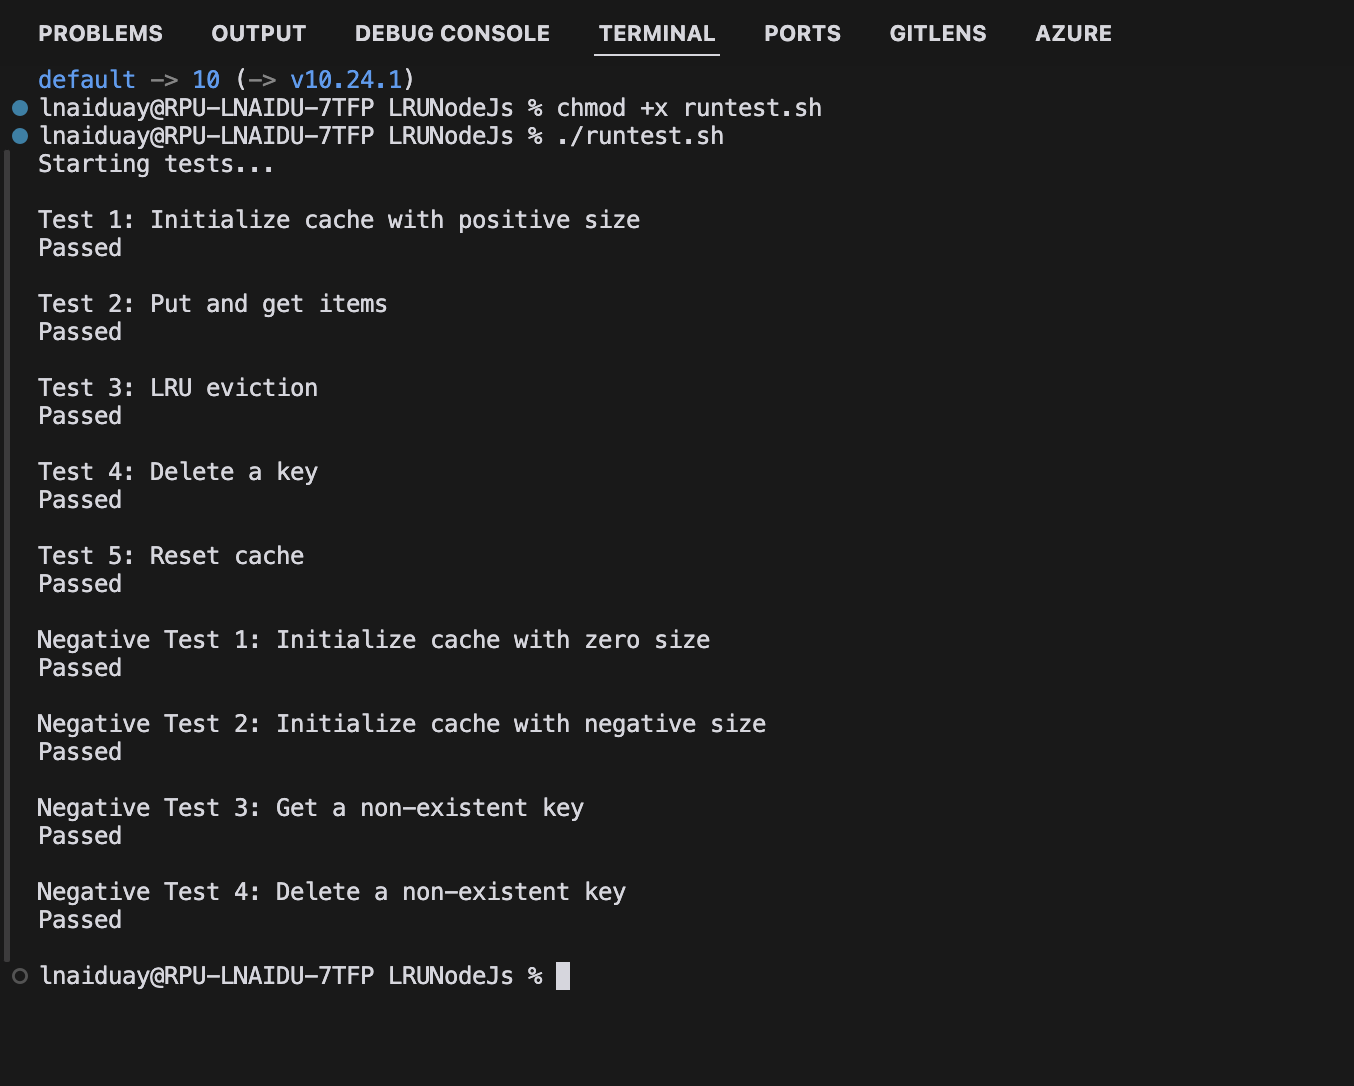 PROBLEMS OUTPUT DEBUG CONSOLE TERMINAL PORTS GITLENS AZURE
default -> 10 (-> v10.24.1)
lnaiduay@RPU-LNAIDU-7TFP LRUNodeJs % chmod +x runtest.sh
lnaiduay@RPU-LNAIDU-7TFP LRUNodeJs % ./runtest.sh
Starting tests...
Test 1: Initialize cache with positive size
Passed
Test 2: Put and get items
Passed
Test 3: LRU eviction
Passed
Test 4: Delete a key
Passed
Test 5: Reset cache
Passed
Negative Test 1: Initialize cache with zero size
Passed
Negative Test 2: Initialize cache with negative size
Passed
Negative Test 3: Get a non-existent key
Passed
Negative Test 4: Delete a non-existent key
Passed
lnaiduay@RPU-LNAIDU-7TFP LRUNodeJs %